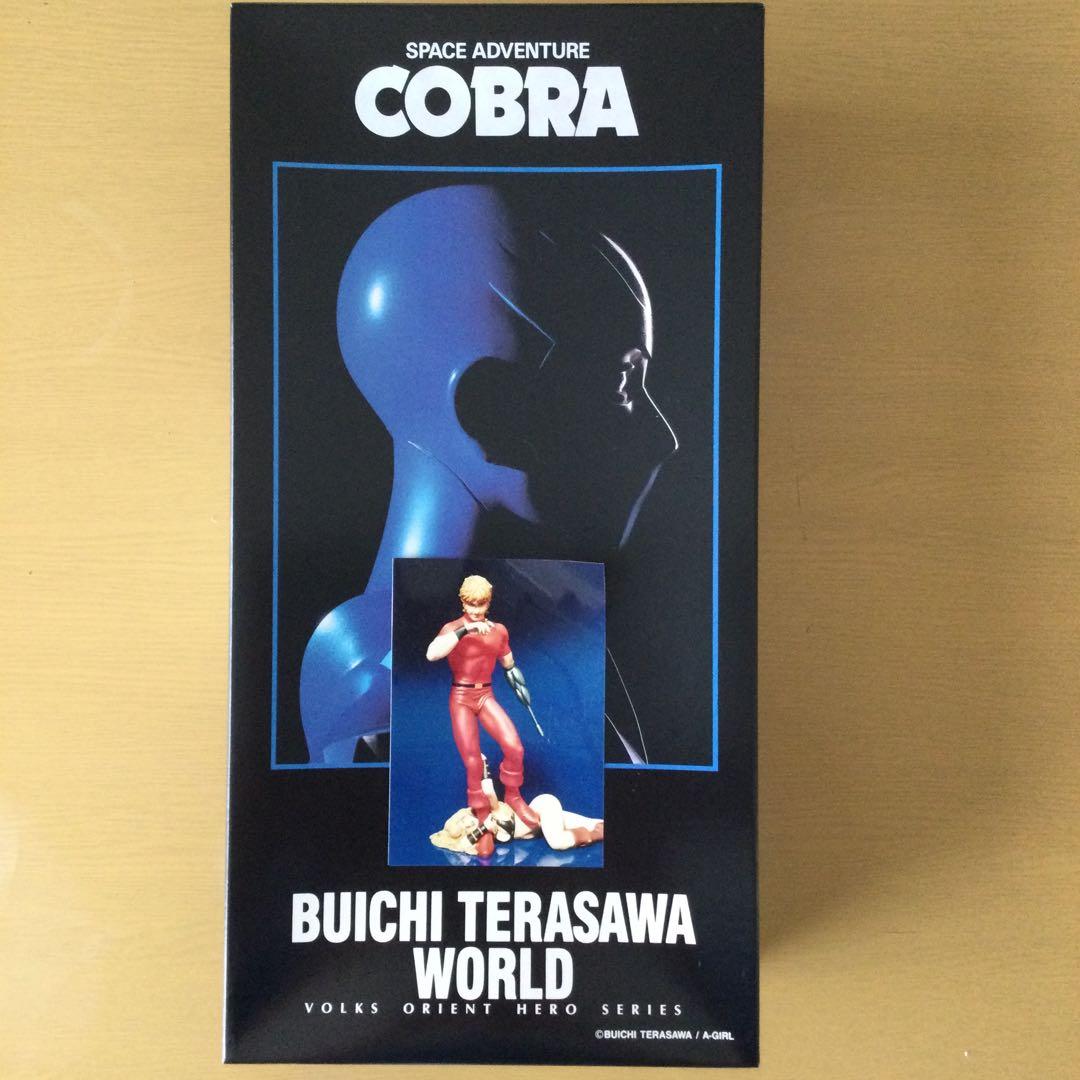 SPACE ADVENTURE
COBRA
BUICHI TERASAWA
WORLD
VOLKS ORIENT HERO SERIES
©BUICHI TERASAWA / A-GIRL